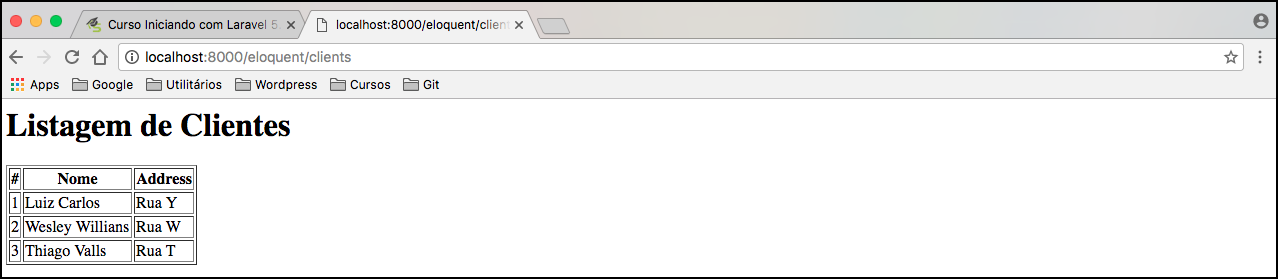 Curso Iniciando com Laravel 5.
localhost:8000/eloquent/clien
localhost:8000/eloquent/clients
Apps Google Utilitários Wordpress Cursos Git
Listagem de Clientes
# Nome Address
1 Luiz Carlos Rua Y
2 Wesley Willians Rua W
3 Thiago Valls Rua T